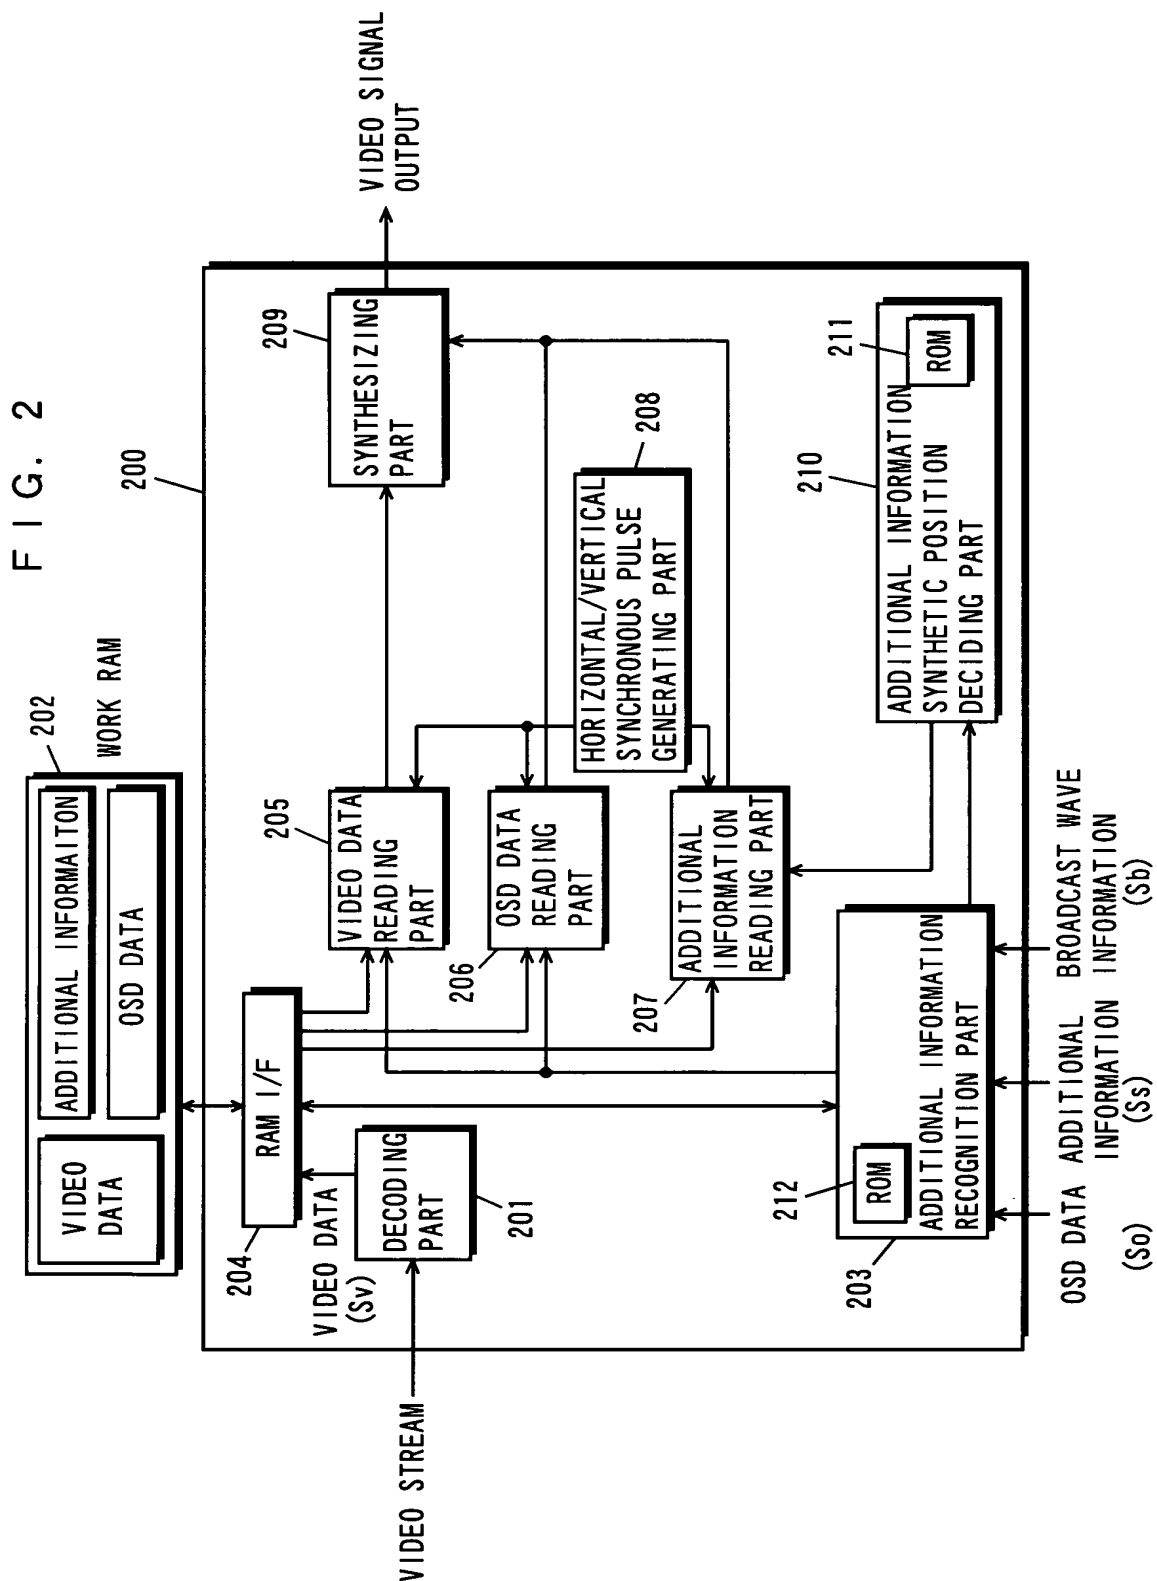 FIG. 2
202
WORK RAM
VIDEO
DATA
ADDITIONAL INFORMAITON
OSD DATA
200
204
RAM I/F
VIDEO DATA
(Sv)
VIDEO STREAM
DECODING
PART
201
205
VIDEO DATA
READING
PART
209
SYNTHESIZING
PART
VIDEO SIGNAL
OUTPUT
206
OSD DATA
READING
PART
HORIZONTAL/VERTICAL
SYNCHRONOUS PULSE
GENERATING PART
208
207
ADDITIONAL
INFORMATION
READING PART
212
ROM
ADDITIONAL INFORMATION
RECOGNITION PART
203
210
211
ROM
ADDITIONAL INFORMATION
SYNTHETIC POSITION
DECIDING PART
OSD DATA
(So)
ADDITIONAL
INFORMATION
(Ss)
BROADCAST WAVE
INFORMATION
(Sb)